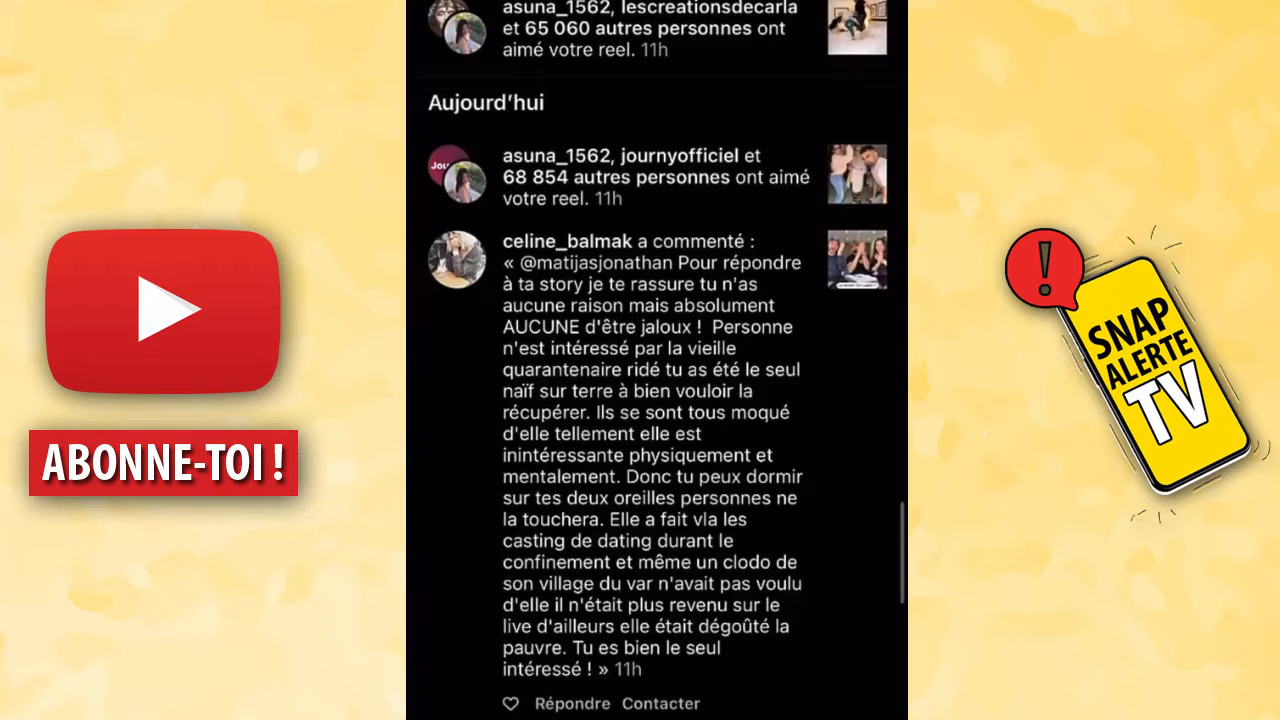 asuna_1562, lescreationsdecarla
et 65 060 autres personnes ont
aimé votre reel. 11h
Aujourd'hui
Jou
asuna_1562, journyofficiel et
68 854 autres personnes ont aimé
votre reel. 11h
celine_balmak a commenté :
« @matijasjonathan Pour répondre
à ta story je te rassure tu n'as
aucune raison mais absolument
AUCUNE d'être jaloux ! Personne
n'est intéressé par la vieille
quarantenaire ridé tu as été le seul
naïf sur terre à bien vouloir la
récupérer. Ils se sont tous moqué
d'elle tellement elle est
inintéressante physiquement et
mentalement. Donc tu peux dormir
sur tes deux oreilles personnes ne
la touchera. Elle a fait vla les
casting de dating durant le
confinement et même un clodo de
son village du var n'avait pas voulu
d'elle il n'était plus revenu sur le
live d'ailleurs elle était dégoûté la
pauvre. Tu es bien le seul
intéressé ! » 11h
Répondre Contacter
ABONNE-TOI !
SNAP
ALERTE
TV